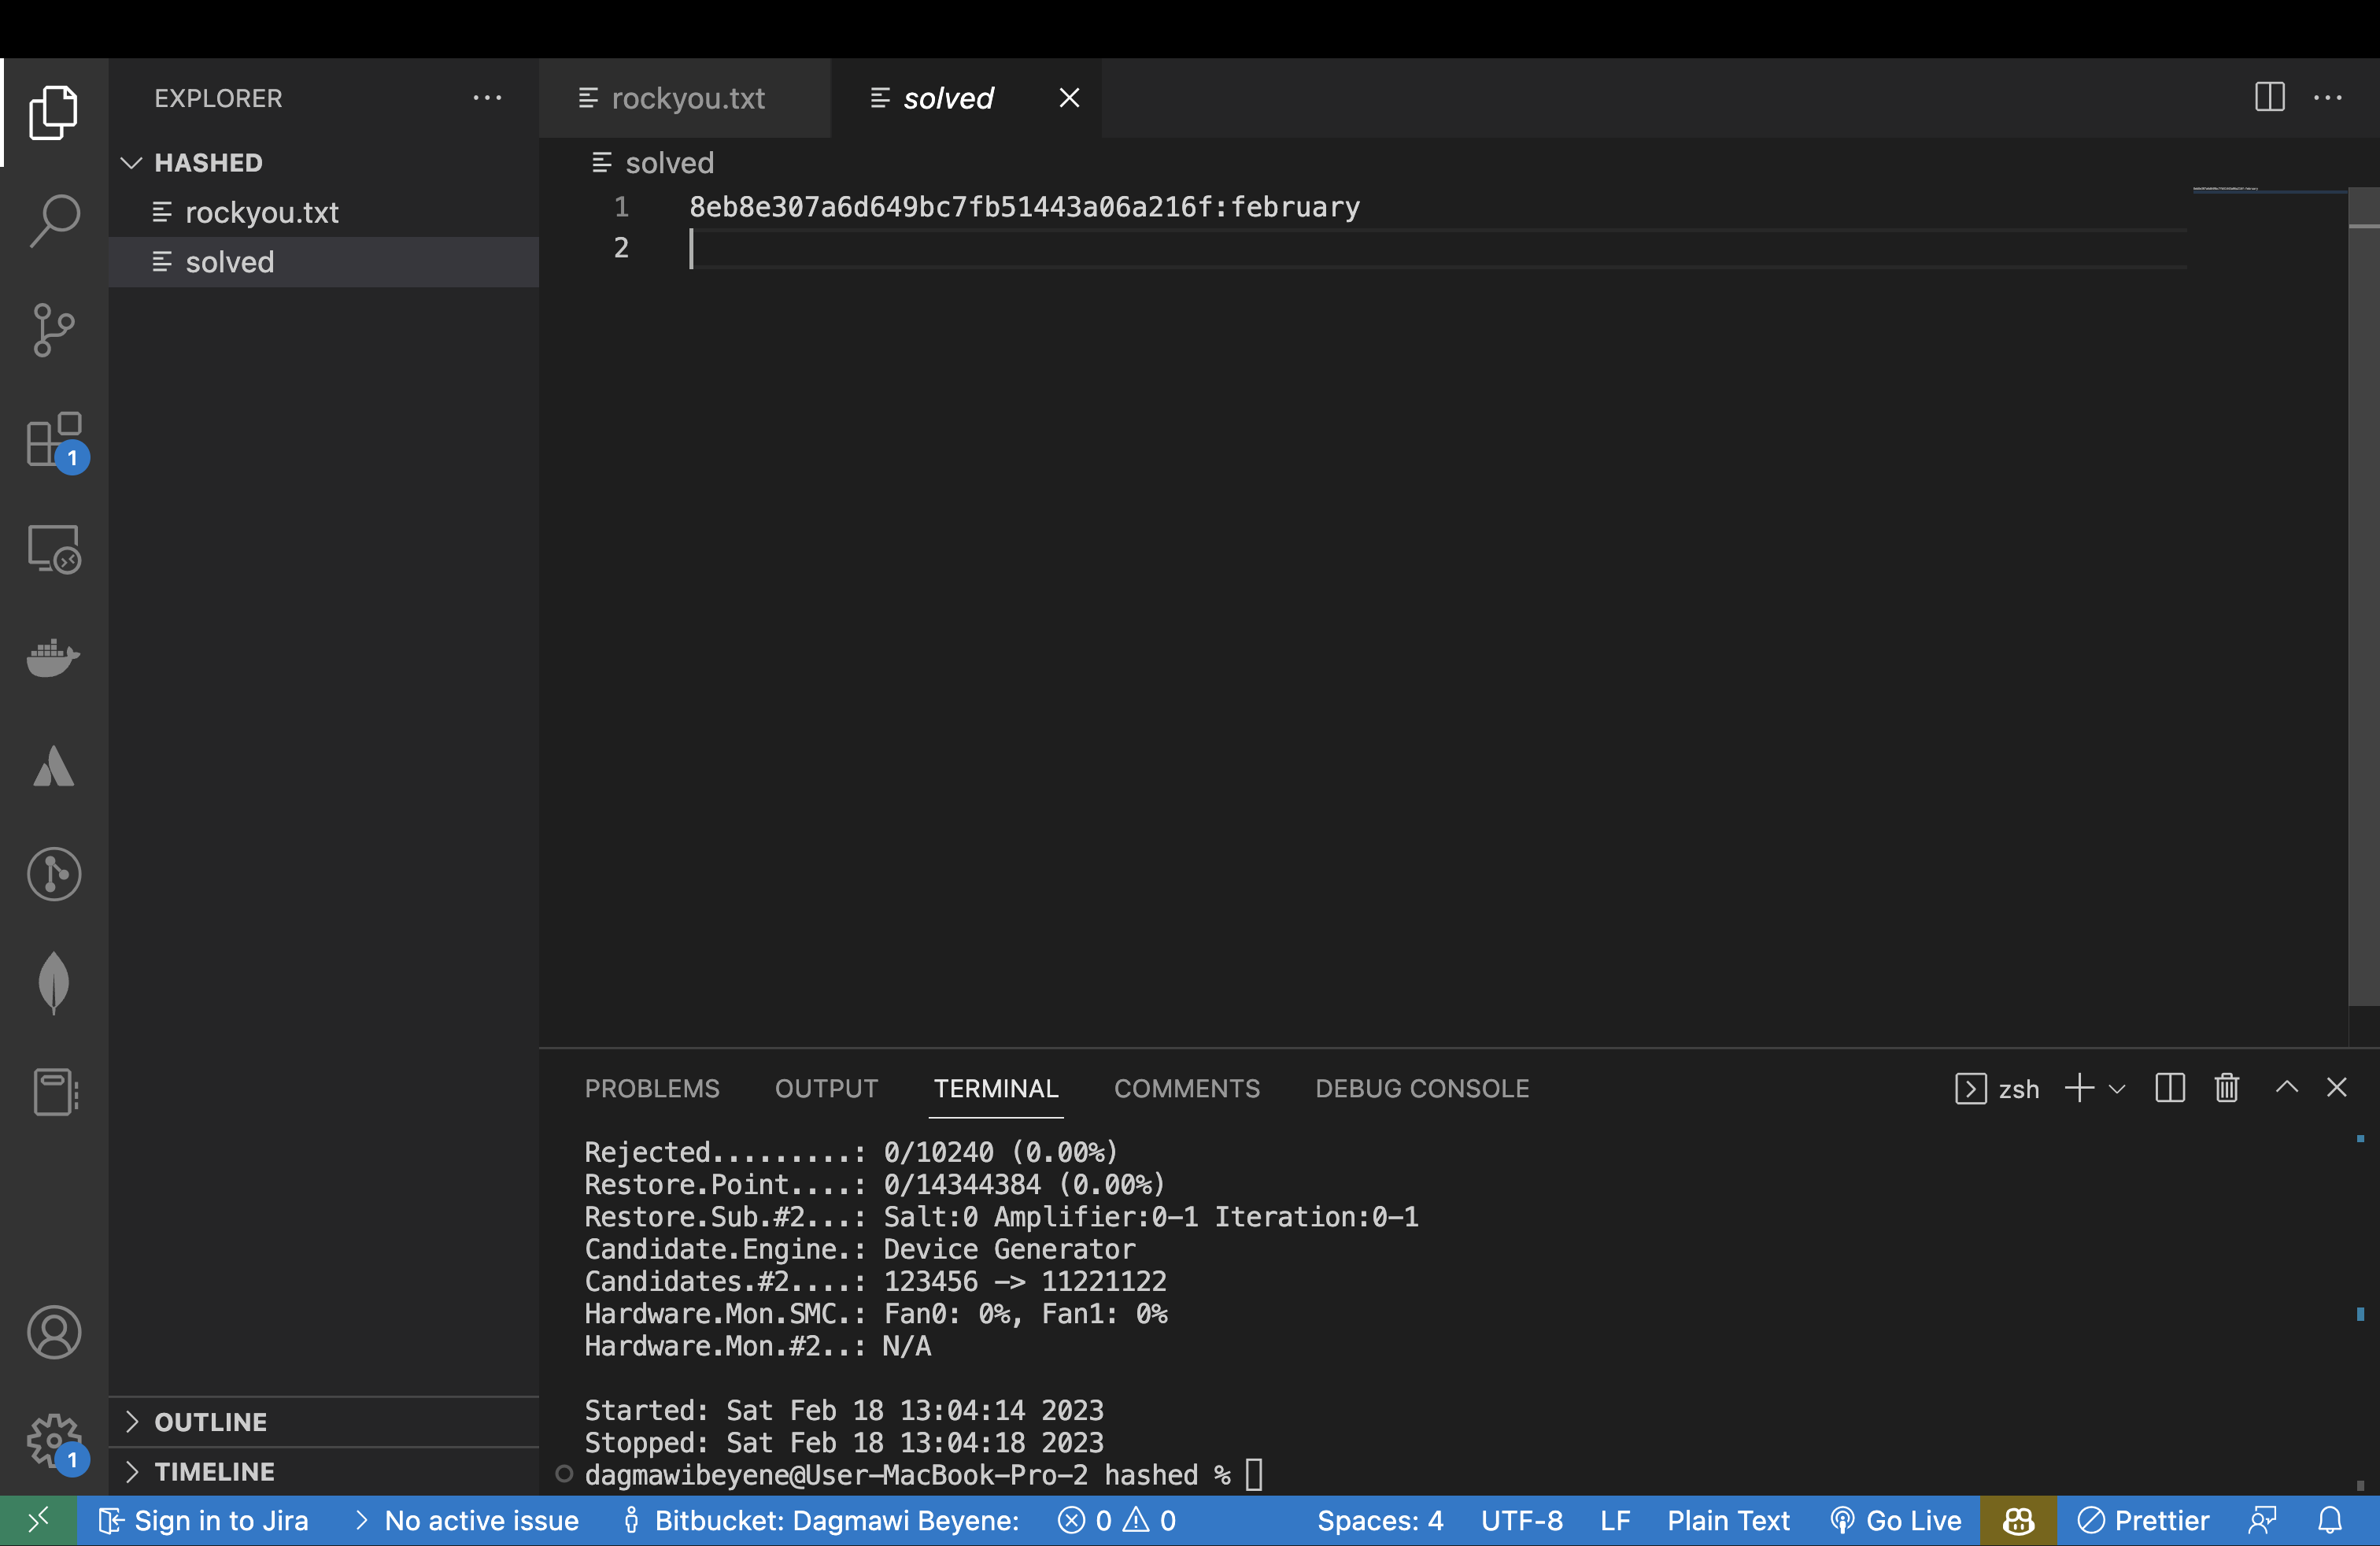 EXPLORER
HASHED
rockyou.txt
solved
OUTLINE
TIMELINE
1
1
rockyou.txt
solved
solved
1 8eb8e307a6d649bc7fb51443a06a216f:february
2
PROBLEMS OUTPUT TERMINAL COMMENTS DEBUG CONSOLE zsh
Rejected.........: 0/10240 (0.00%)
Restore.Point....: 0/14344384 (0.00%)
Restore.Sub.#2...: Salt:0 Amplifier:0-1 Iteration:0-1
Candidate.Engine.: Device Generator
Candidates.#2....: 123456 -> 11221122
Hardware.Mon.SMC.: Fan0: 0%, Fan1: 0%
Hardware.Mon.#2..: N/A
Started: Sat Feb 18 13:04:14 2023
Stopped: Sat Feb 18 13:04:18 2023
dagmawibeyene@User-MacBook-Pro-2 hashed %
Sign in to Jira No active issue Bitbucket: Dagmawi Beyene: 0 0 Spaces: 4 UTF-8 LF Plain Text Go Live Prettier